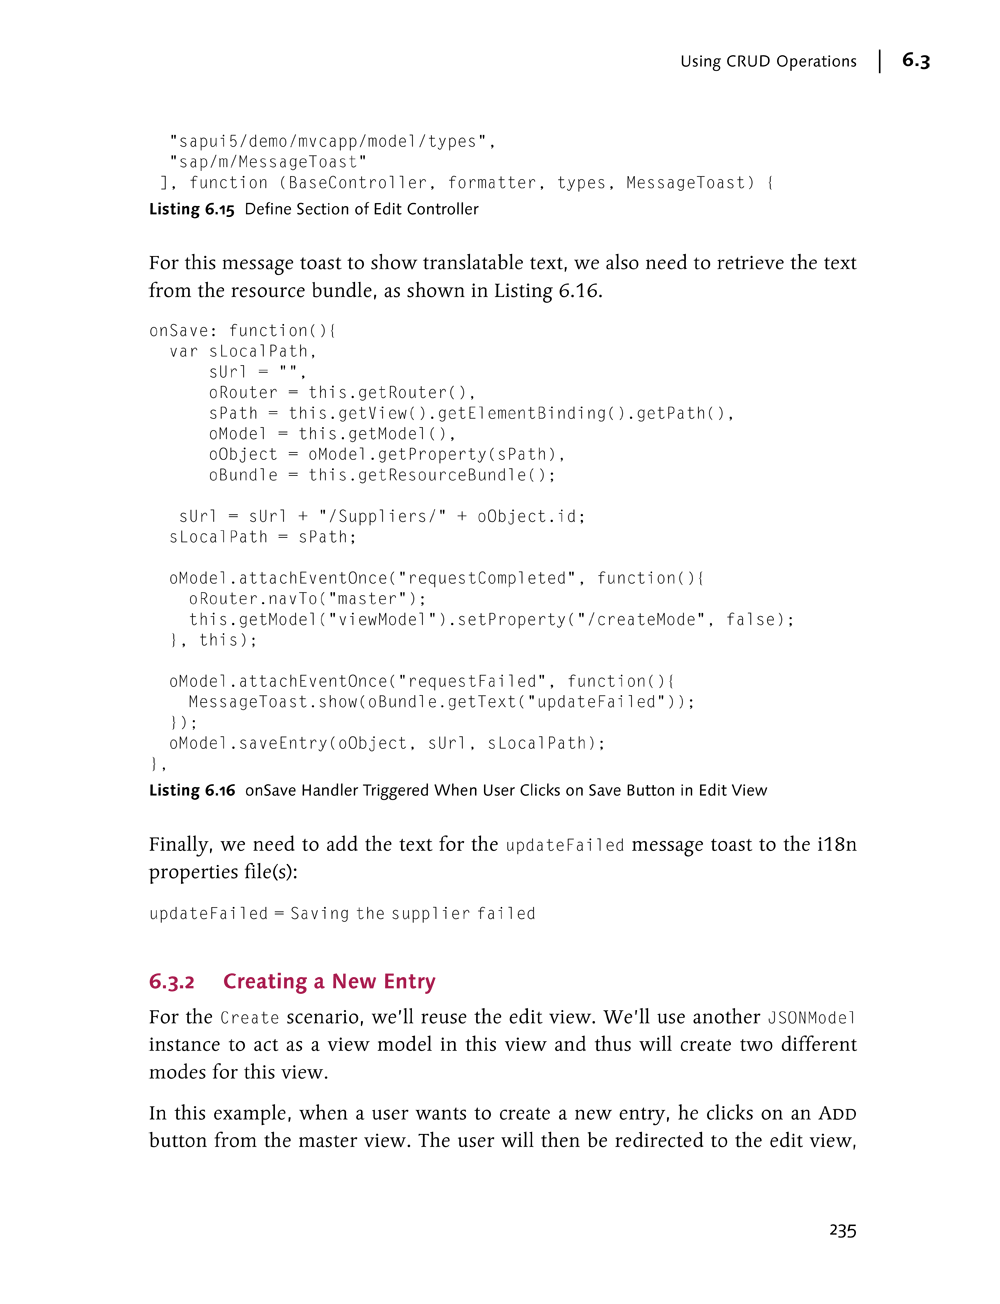 Using CRUD Operations | 6.3
"sapui5/demo/mvcapp/model/types",
"sap/m/MessageToast"
], function (BaseController, formatter, types, MessageToast) {
Listing 6.15 Define Section of Edit Controller
For this message toast to show translatable text, we also need to retrieve the text
from the resource bundle, as shown in Listing 6.16.
onSave: function(){
var sLocalPath,
sUrl = "",
oRouter = this.getRouter(),
sPath = this.getView().getElementBinding().getPath(),
oModel = this.getModel(),
oObject = oModel.getProperty(sPath),
oBundle = this.getResourceBundle();
sUrl = sUrl + "/Suppliers/" + oObject.id;
sLocalPath = sPath;
oModel.attachEventOnce("requestCompleted", function(){
oRouter.navTo("master");
this.getModel("viewModel").setProperty("/createMode", false);
}, this);
oModel.attachEventOnce("requestFailed", function(){
MessageToast.show(oBundle.getText("updateFailed"));
});
oModel.saveEntry(oObject, sUrl, sLocalPath);
},
Listing 6.16 onSave Handler Triggered When User Clicks on Save Button in Edit View
Finally, we need to add the text for the updateFailed message toast to the i18n
properties file(s):
updateFailed = Saving the supplier failed
6.3.2 Creating a New Entry
For the Create scenario, we'll reuse the edit view. We'll use another JSONModel
instance to act as a view model in this view and thus will create two different
modes for this view.
In this example, when a user wants to create a new entry, he clicks on an ADD
button from the master view. The user will then be redirected to the edit view,
235